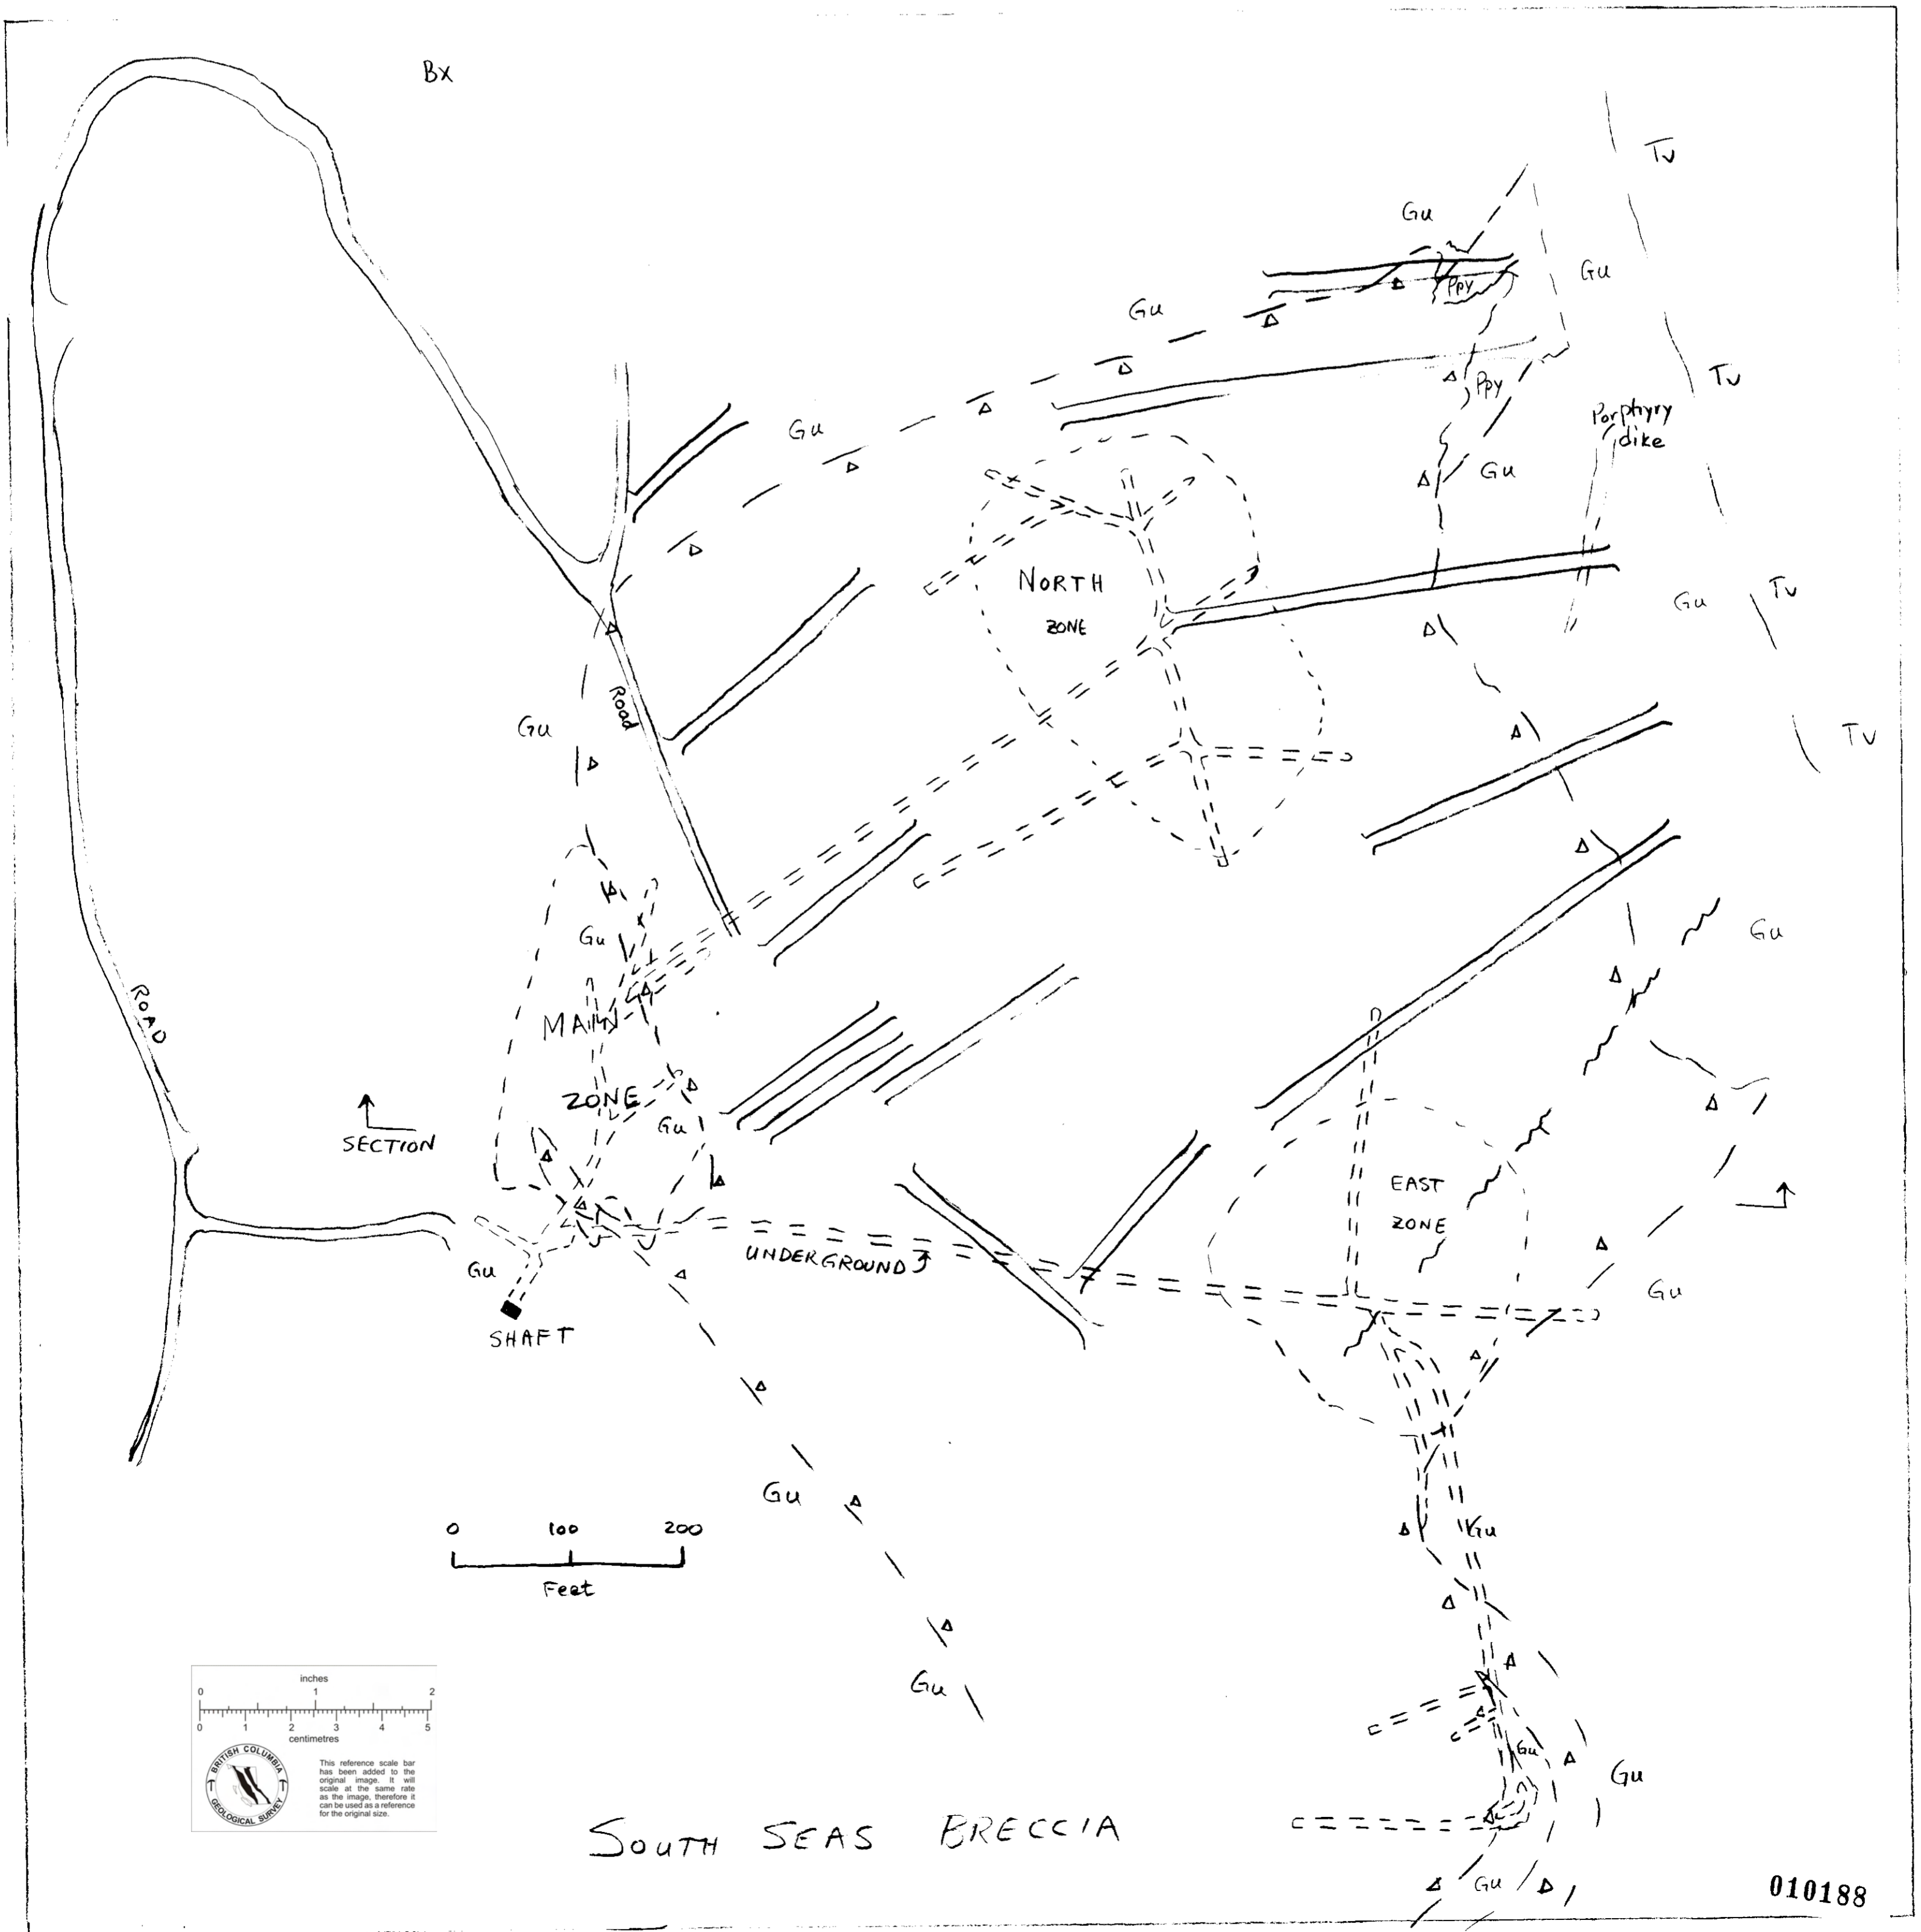 Bx
Tv
Gu
Gu
Ppy
Gu
Tv
Ppy
Porphyry
dike
Gu
Gu
NORTH
ZONE
Gu
Tv
Road
Gu
Tv
Gu
Gu
ROAD
MAIN
ZONE
Gu
SECTION
EAST
ZONE
UNDERGROUND
Gu
Gu
SHAFT
Gu
0 100 200
Feet
Gu
Gu
inches
0 1 2
0 1 2 3 4 5
centimetres
BRITISH COLUMBIA
GEOLOGICAL SURVEY
This reference scale bar
has been added to the
original image. It will
scale at the same rate
as the image, therefore it
can be used as a reference
for the original size.
Gu
Gu
SOUTH SEAS BRECCIA
Gu
010188